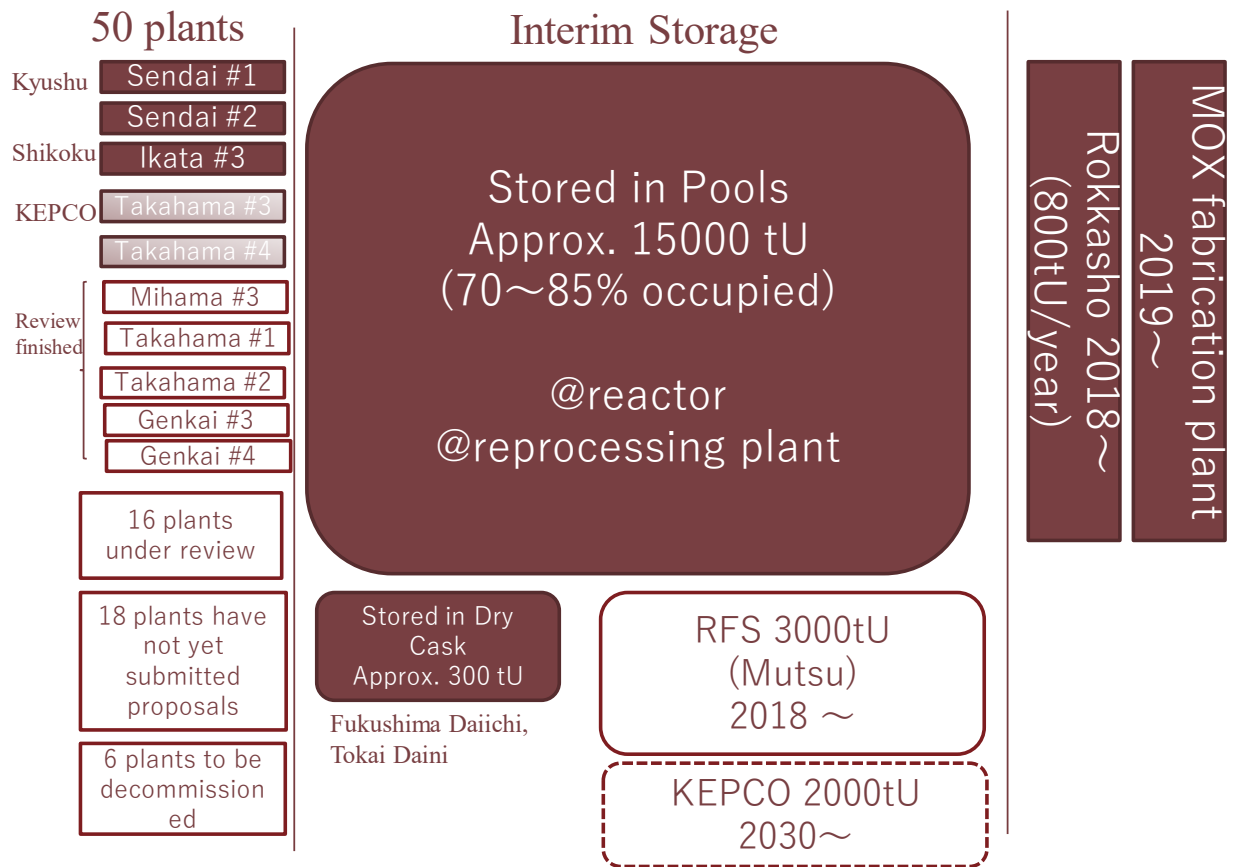 50 plants
Kyushu
Sendai #1
Sendai #2
Shikoku
Ikata #3
KEPCO
Takahama #3
Takahama #4
Review
finished
Mihama #3
Takahama #1
Takahama #2
Genkai #3
Genkai #4
16 plants
under review
18 plants have
not yet
submitted
proposals
6 plants to be
decommission
ed
Interim Storage
Stored in Pools
Approx. 15000 tU
(70～85% occupied)
@reactor
@reprocessing plant
Stored in Dry
Cask
Approx. 300 tU
Fukushima Daiichi,
Tokai Daini
RFS 3000tU
(Mutsu)
2018 ～
KEPCO 2000tU
2030～
Rokkasho 2018～
(800tU/year)
MOX fabrication plant
2019～